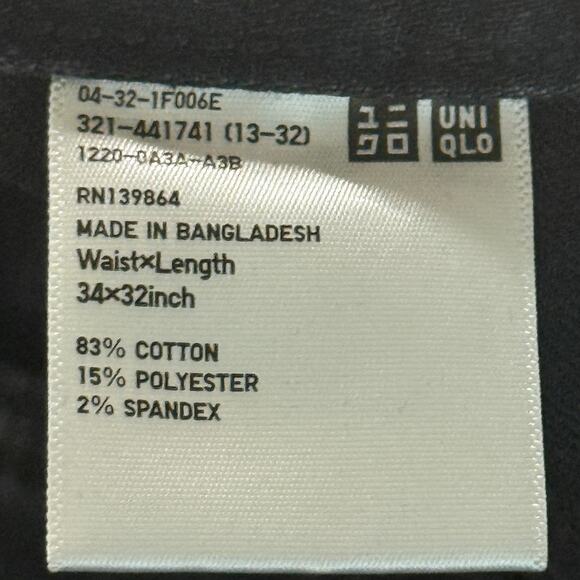 04-32-1F006E
321-441741 (13-32)
1220-0A3A-A3B
ユニ
クロ
UNI
QLO
RN139864
MADE IN BANGLADESH
Waist×Length
34×32inch
83% COTTON
15% POLYESTER
2% SPANDEX